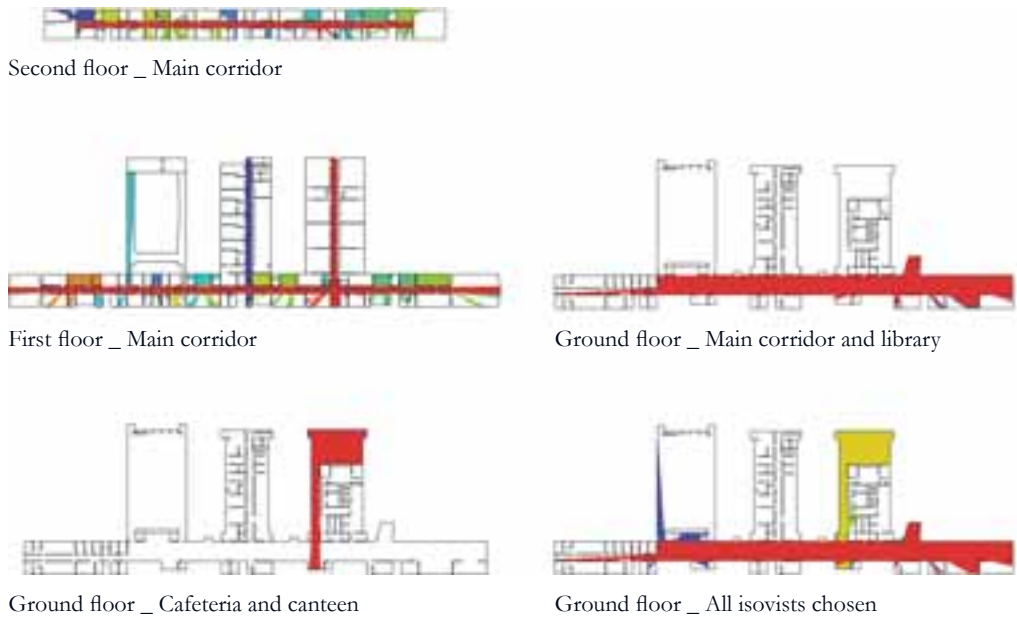 Second floor _ Main corridor
First floor _ Main corridor
Ground floor _ Main corridor and library
Ground floor _ Cafeteria and canteen
Ground floor _ All isovists chosen